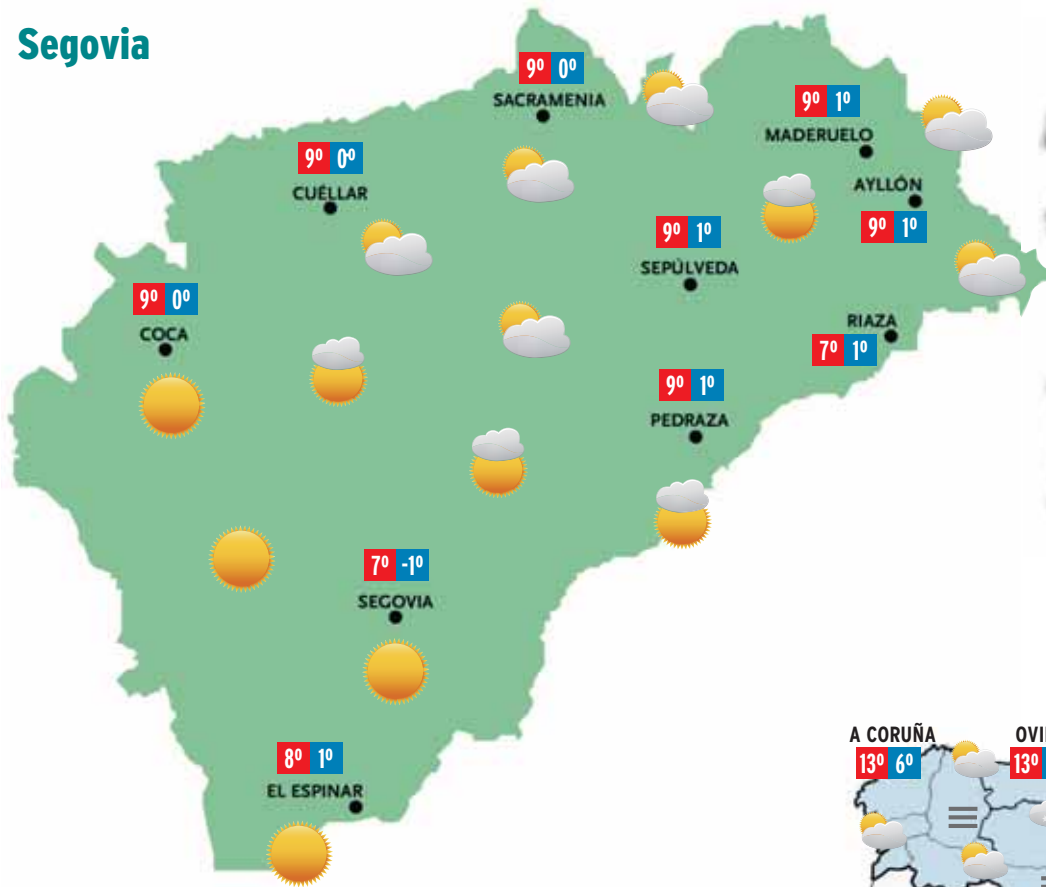 Segovia
9º 0º
SACRAMENIA
9º 1º
MADERUELO
9º 0º
CUÉLLAR
AYLLÓN
9º 1º
9º 1º
SEPÚLVEDA
9º 0º
COCA
RIAZA
7º 1º
9º 1º
PEDRAZA
7º -1º
SEGOVIA
8º 1º
EL ESPINAR
A CORUÑA
13º 6º
OVI
13º